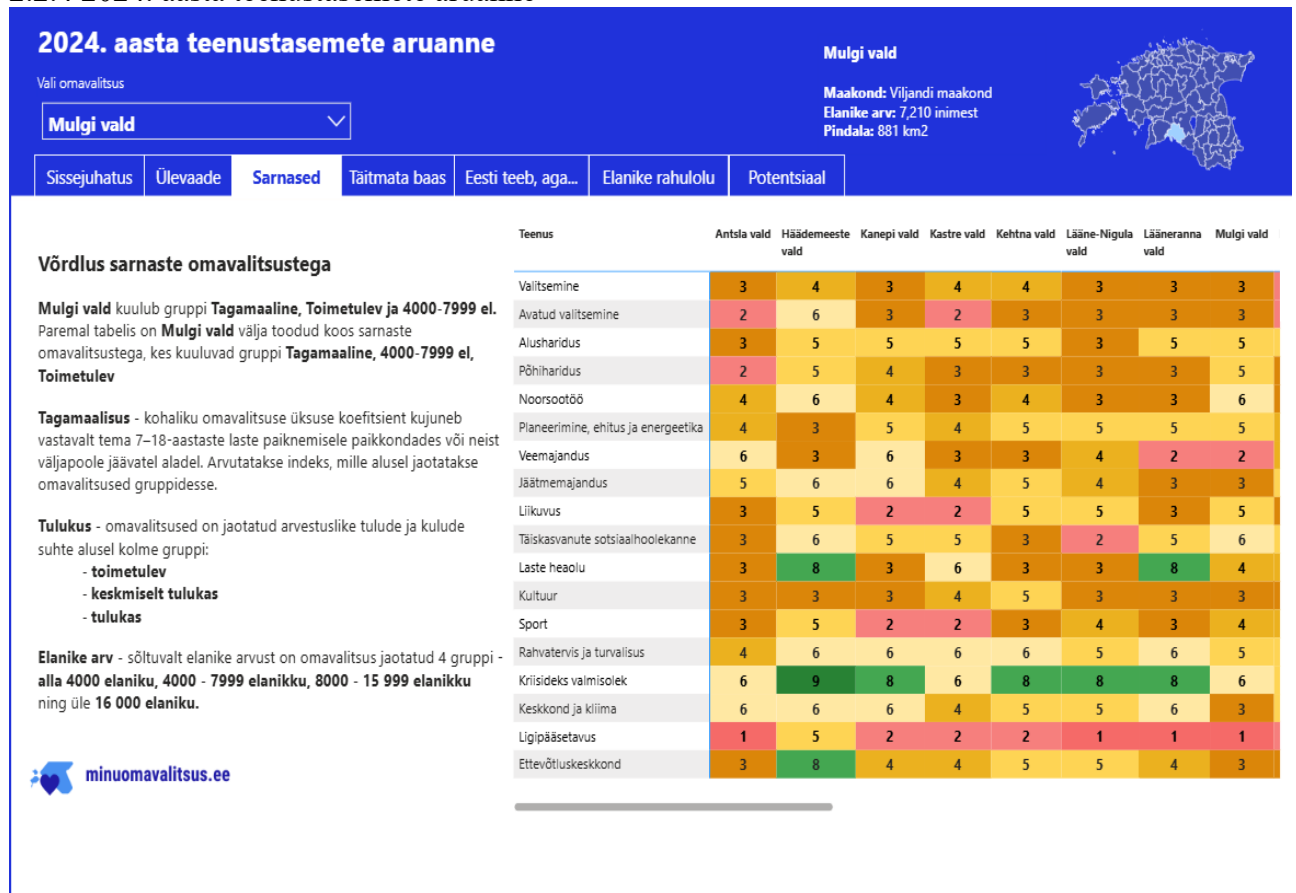 2024. aasta teenustasemete aruanne
Vali omavalitsus
Mulgi vald
Mulgi vald
Maakond: Viljandi maakond
Elanike arv: 7,210 inimest
Pindala: 881 km2
Sissejuhatus Ülevaade Sarnased Täitmata baas Eesti teeb, aga... Elanike rahulolu Potentsiaal
Võrdlus sarnaste omavalitsustega
Mulgi vald kuulub gruppi Tagamaaline, Toimetulev ja 4000-7999 el.
Paremal tabelis on Mulgi vald välja toodud koos sarnaste
omavalitsustega, kes kuuluvad gruppi Tagamaaline, 4000-7999 el,
Toimetulev
Tagamaalisus - kohaliku omavalitsuse üksuse koefitsient kujuneb
vastavalt tema 7–18-aastaste laste paiknemisele paikkondades või neist
väljapoole jäävatel aladel. Arvutatakse indeks, mille alusel jaotatakse
omavalitsused gruppidesse.
Tulukus - omavalitsused on jaotatud arvestuslike tulude ja kulude
suhte alusel kolme gruppi:
- toimetulev
- keskmiselt tulukas
- tulukas
Elanike arv - sõltuvalt elanike arvust on omavalitsus jaotatud 4 gruppi -
alla 4000 elaniku, 4000 - 7999 elanikku, 8000 - 15 999 elanikku
ning üle 16 000 elaniku.
minuomavalitsus.ee
Teenus Antsla vald Häädemeeste vald Kanepi vald Kastre vald Kehtna vald Lääne-Nigula vald Lääneranna vald Mulgi vald
Valitsemine 3 4 3 4 4 3 3 3
Avatud valitsemine 2 6 3 2 3 3 3 3
Alusharidus 3 5 5 5 5 3 5 5
Põhiharidus 2 5 4 3 3 3 3 5
Noorsootöö 4 6 4 3 4 3 3 6
Planeerimine, ehitus ja energeetika 4 3 5 4 5 5 5 5
Veemajandus 6 3 6 3 3 4 2 2
Jäätmemajandus 5 6 6 4 5 4 3 3
Liikuvus 3 5 2 2 5 5 3 5
Täiskasvanute sotsiaalhoolekanne 3 6 5 5 3 2 5 6
Laste heaolu 3 8 3 6 3 3 8 4
Kultuur 3 3 3 4 5 3 3 3
Sport 3 5 2 2 3 4 3 4
Rahvatervis ja turvalisus 4 6 6 6 6 5 6 5
Kriisideks valmisolek 6 9 8 6 8 8 8 6
Keskkond ja kliima 6 6 6 4 5 5 6 3
Ligipääsetavus 1 5 2 2 2 1 1 1
Ettevõtluskeskkond 3 8 4 4 5 5 4 3